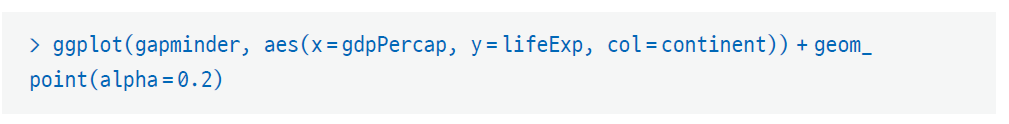 > ggplot(gapminder, aes(x=gdpPercap, y=lifeExp, col=continent)) + geom_
point(alpha=0.2)